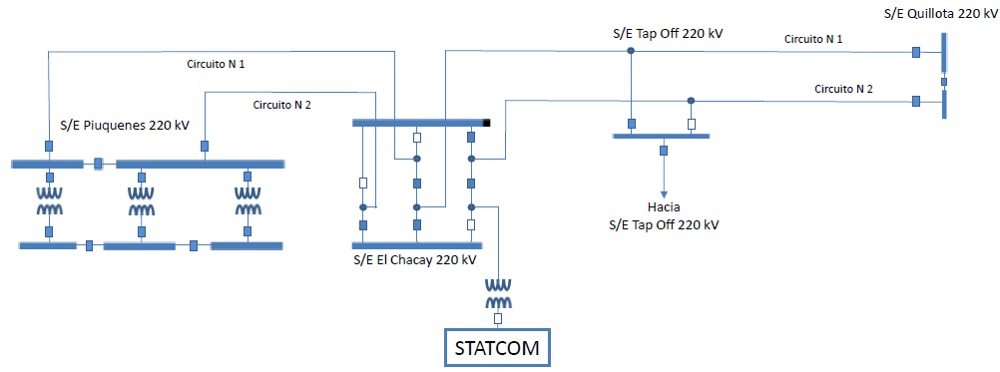 S/E Quillota 220 kV
S/E Tap Off 220 kV
Circuito N 1
Circuito N 1
Circuito N 2
Circuito N 2
S/E Piuquenes 220 kV
Hacia
S/E Tap Off 220 kV
S/E El Chacay 220 kV
STATCOM